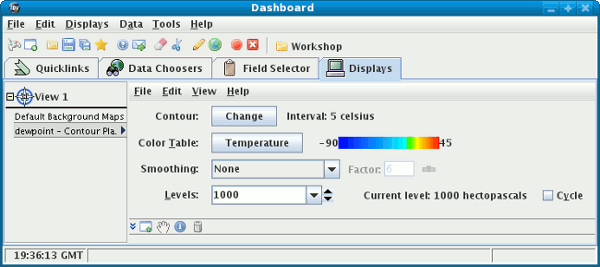 Dashboard
File Edit Displays Data Tools Help
Workshop
Quicklinks Data Choosers Field Selector Displays
View 1
Default Background Maps
dewpoint - Contour Pla.
File Edit View Help
Contour: Change Interval: 5 celsius
Color Table: Temperature -90 45
Smoothing: None Factor: 6
Levels: 1000 Current level: 1000 hectopascals Cycle
19:36:13 GMT